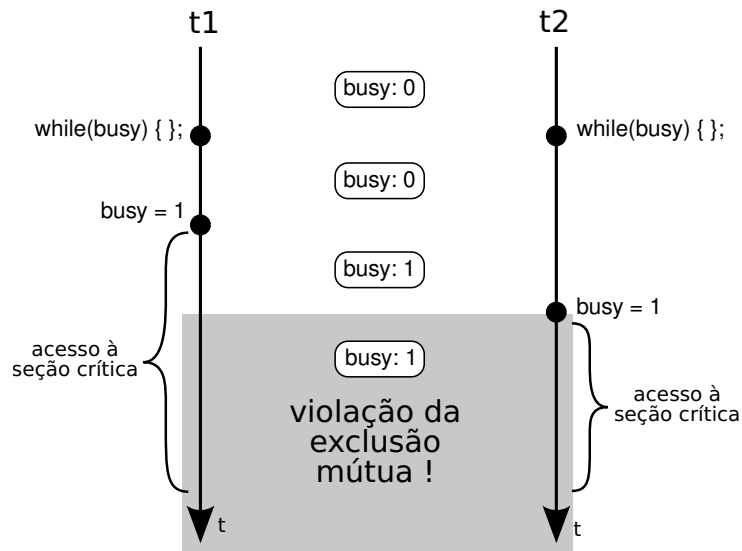 t1
t2
busy: 0
while(busy) { };
while(busy) { };
busy: 0
busy = 1
busy: 1
busy = 1
acesso à
seção crítica
busy: 1
acesso à
seção crítica
violação da
exclusão
mútua !
t
t